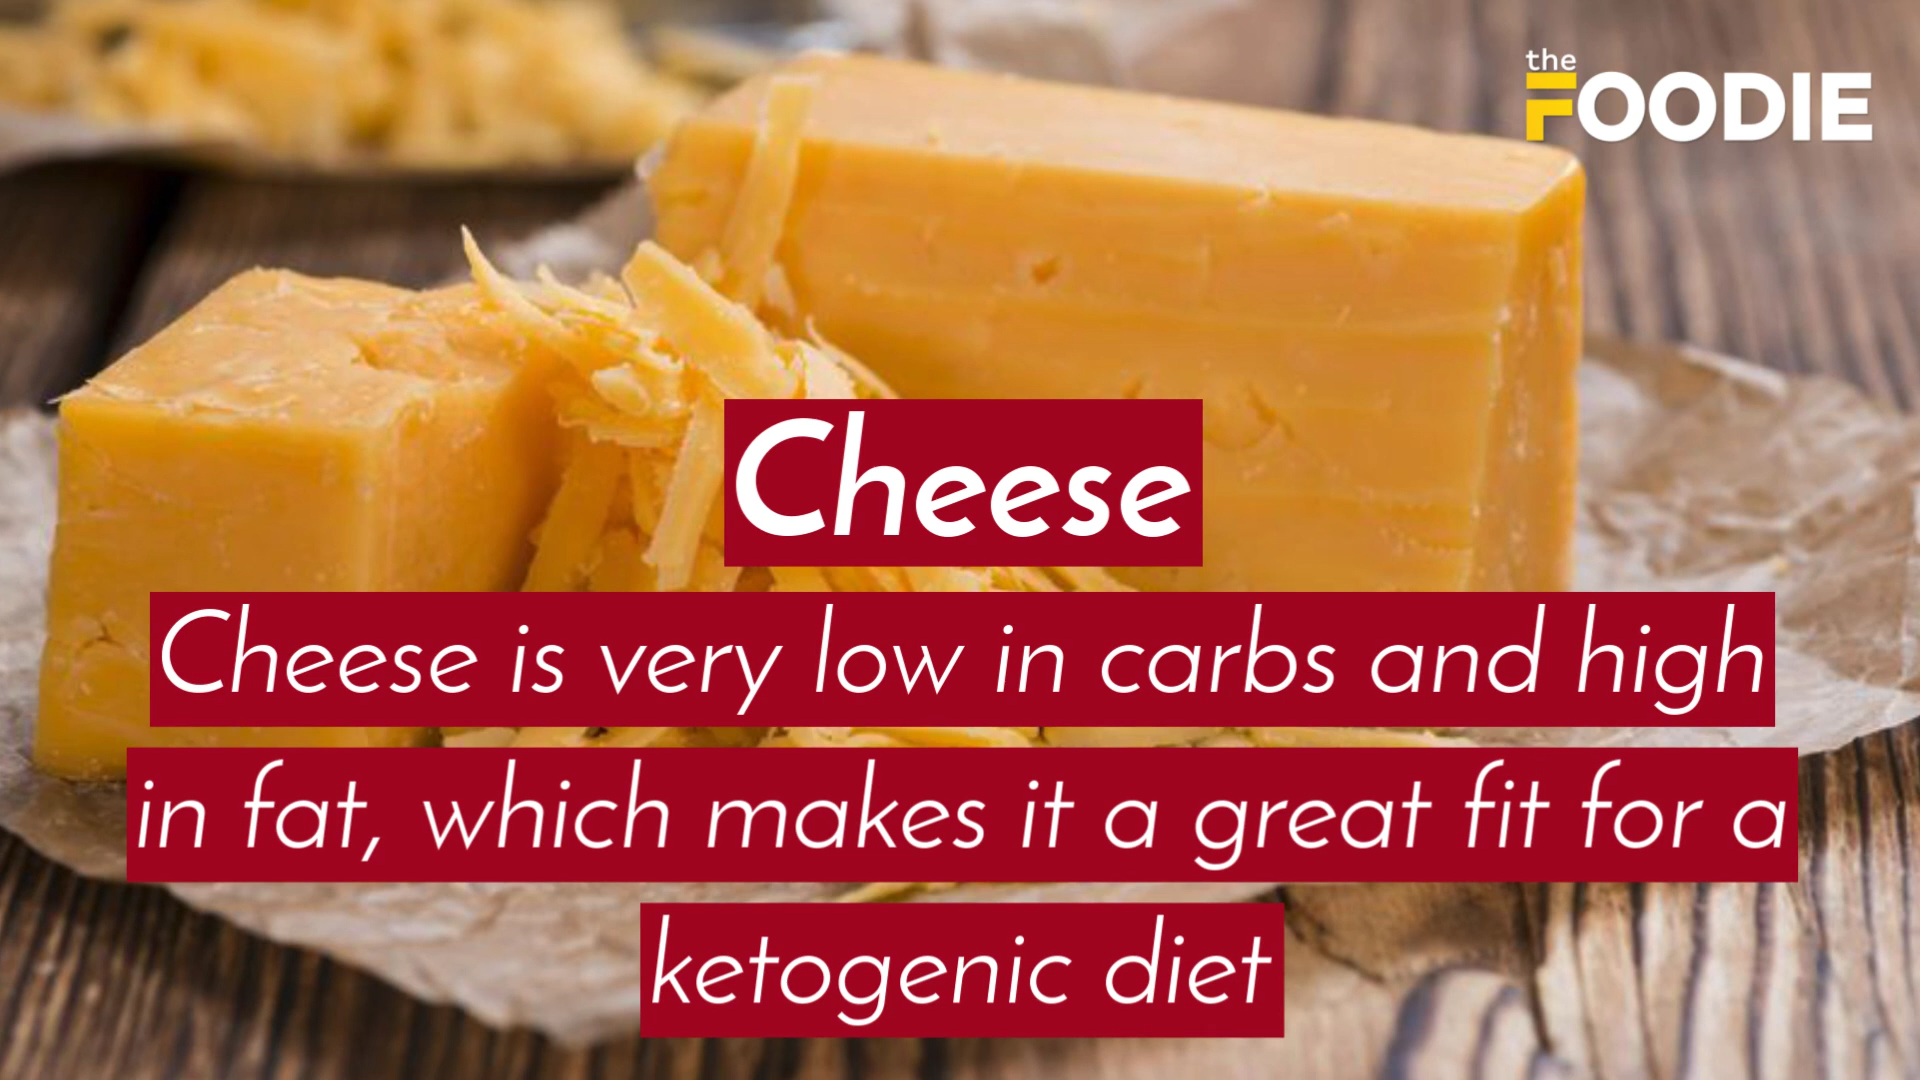 the
FOODIE
Cheese
Cheese is very low in carbs and high
in fat, which makes it a great fit for a
ketogenic diet